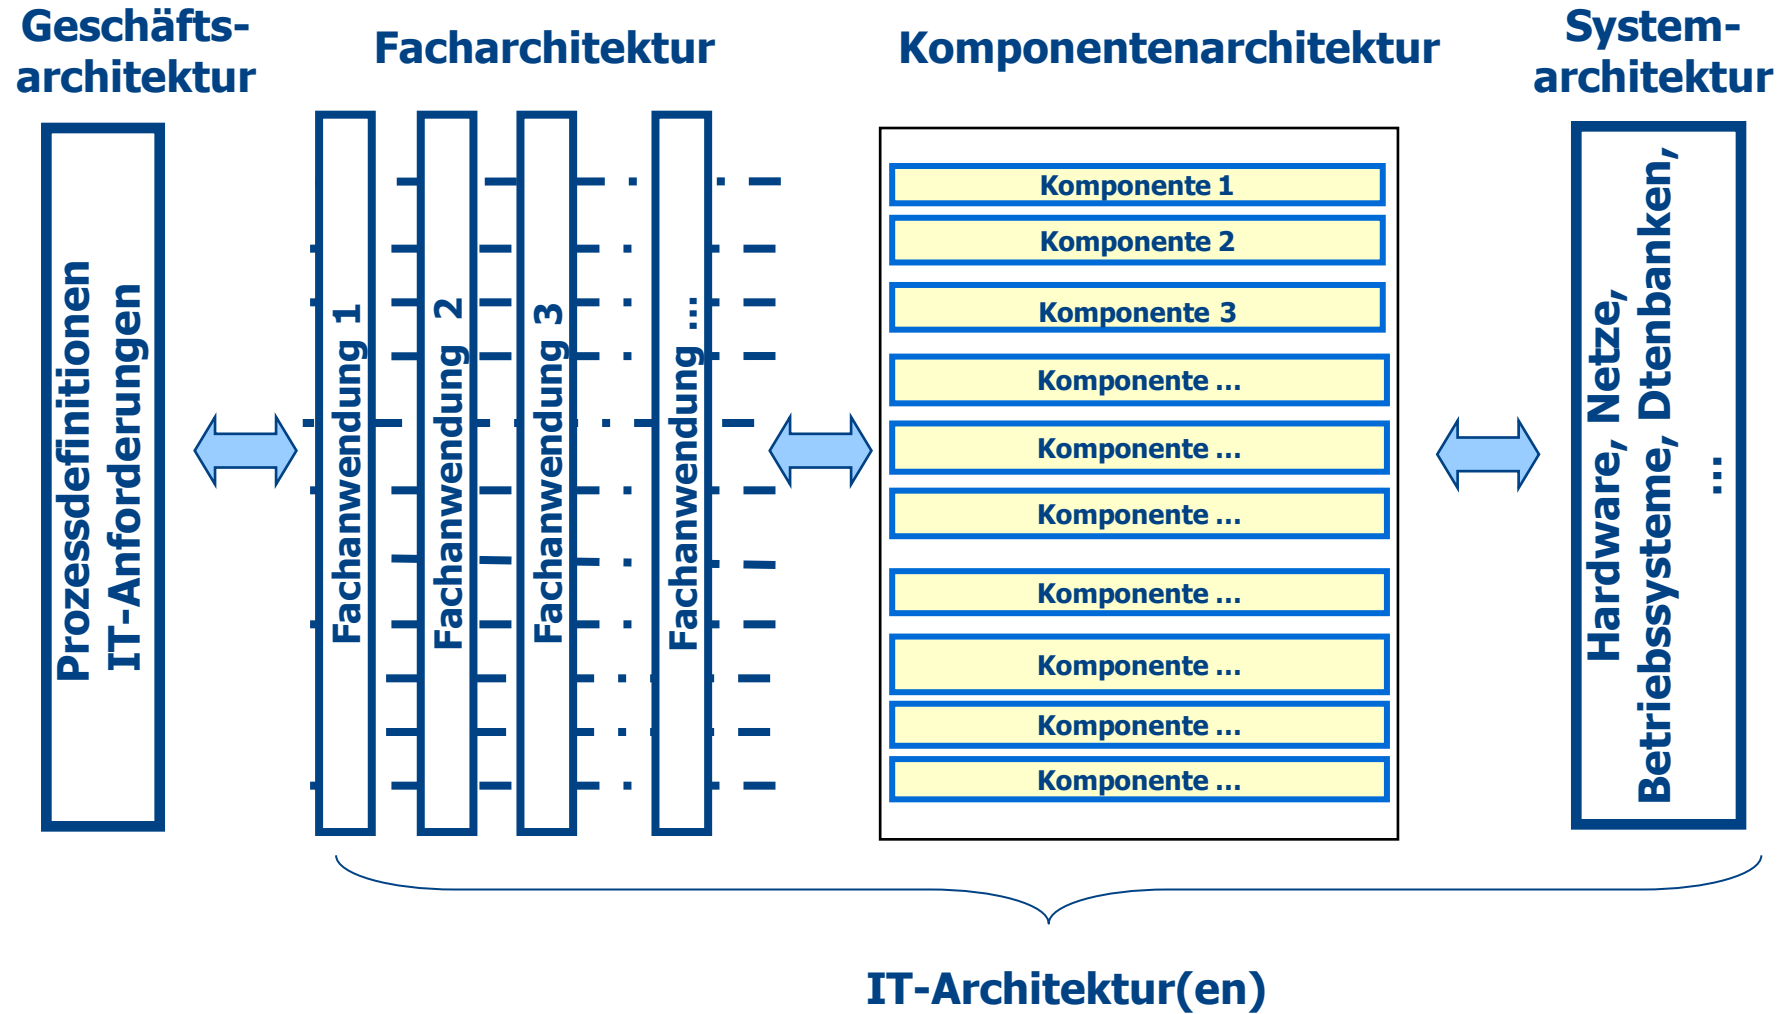 Geschäfts-
architektur
Facharchitektur
Komponentenarchitektur
System-
architektur
Prozessdefinitionen
IT-Anforderungen
Fachanwendung 1
Fachanwendung 2
Fachanwendung 3
Fachanwendung ...
Komponente 1
Komponente 2
Komponente 3
Komponente ...
Komponente ...
Komponente ...
Komponente ...
Komponente ...
Komponente ...
Komponente ...
Hardware, Netze,
Betriebssysteme, Dtenbanken,
...
IT-Architektur(en)